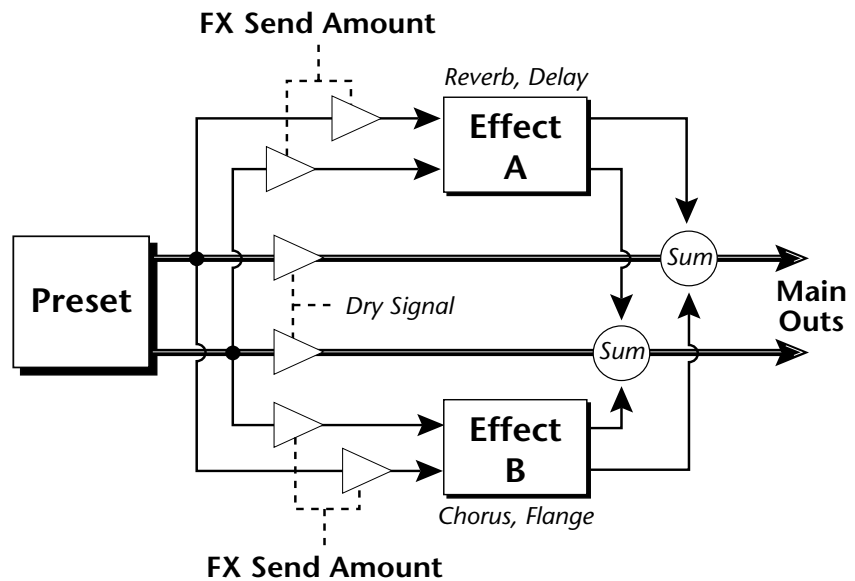 FX Send Amount
Reverb, Delay
Effect
A
Preset
Sum
Main
Outs
Dry Signal
Sum
Effect
B
Chorus, Flange
FX Send Amount